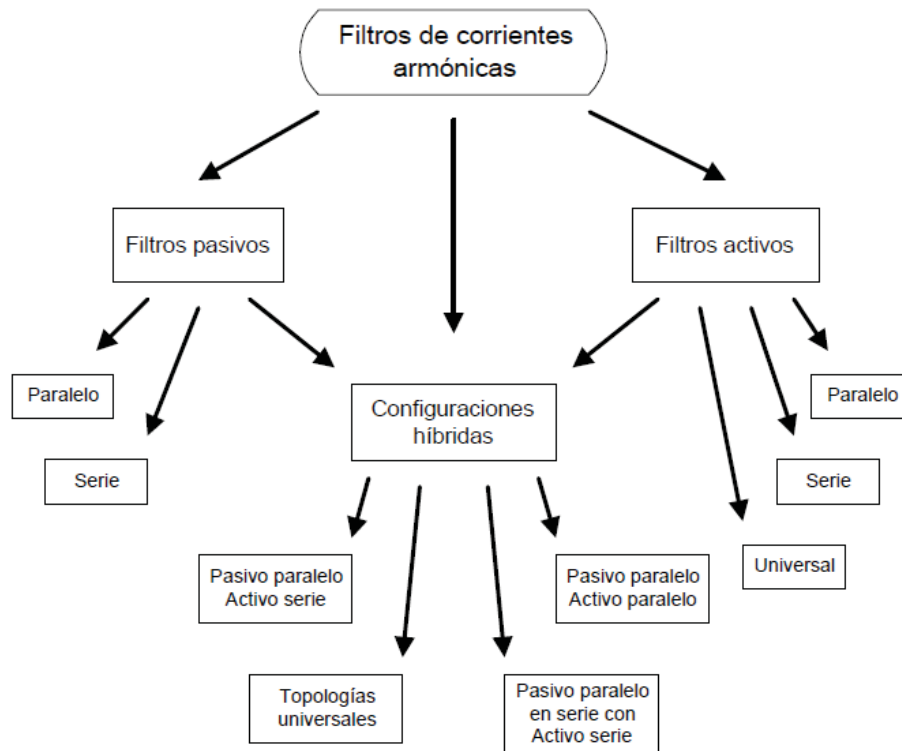 Filtros de corrientes
armónicas
Filtros pasivos
Filtros activos
Paralelo
Configuraciones
híbridas
Paralelo
Serie
Serie
Pasivo paralelo
Activo serie
Pasivo paralelo
Activo paralelo
Universal
Topologías
universales
Pasivo paralelo
en serie con
Activo serie